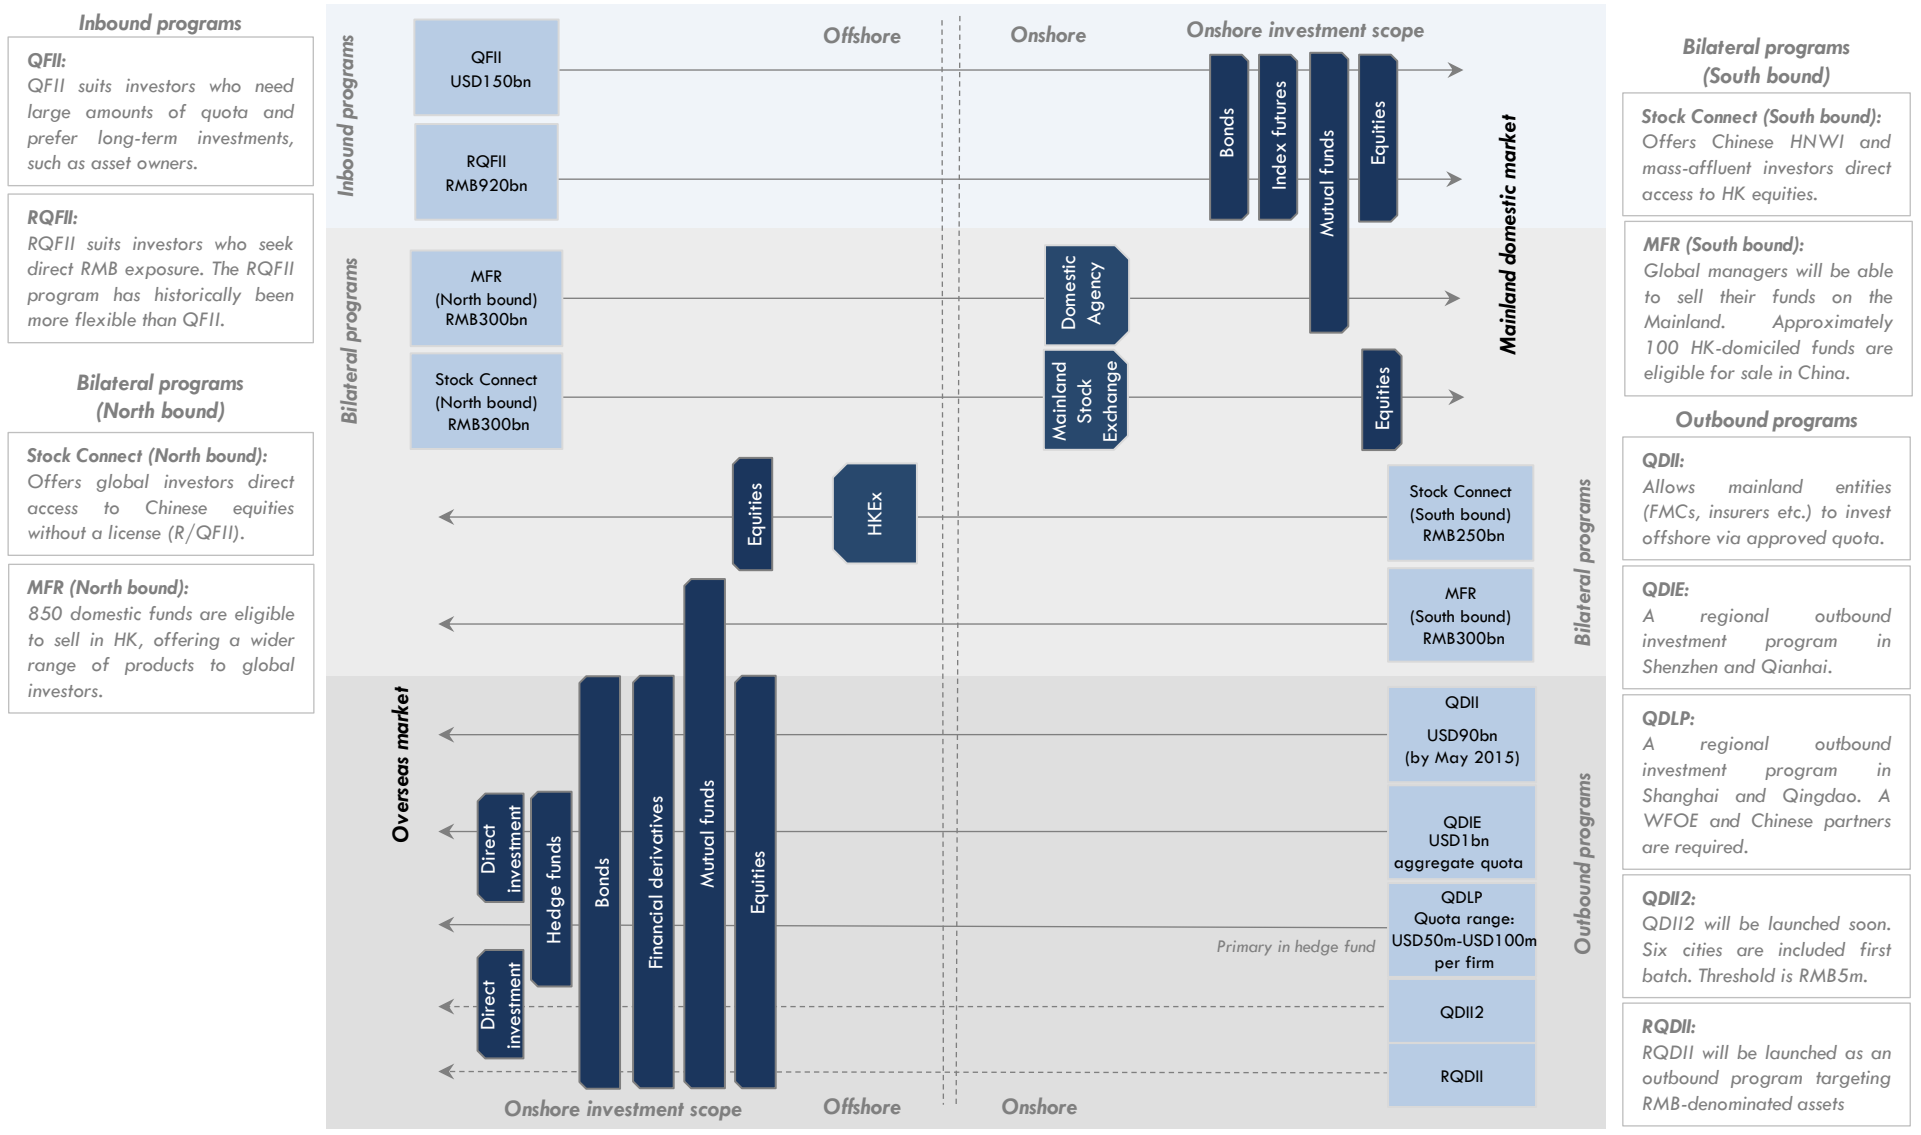 Inbound programs
QFII:
QFII suits investors who need
large amounts of quota and
prefer long-term investments,
such as asset owners.
RQFII:
RQFII suits investors who seek
direct RMB exposure. The RQFII
program has historically been
more flexible than QFII.
Bilateral programs
(North bound)
Stock Connect (North bound):
Offers global investors direct
access to Chinese equities
without a license (R/QFII).
MFR (North bound):
850 domestic funds are eligible
to sell in HK, offering a wider
range of products to global
investors.
Inbound programs
Bilateral programs
Overseas market
Offshore
Onshore
Onshore investment scope
QFII
USD150bn
RQFII
RMB920bn
Bonds
Index futures
Mutual funds
Equities
Mainland domestic market
MFR
(North bound)
RMB300bn
Domestic
Agency
Stock Connect
(North bound)
RMB300bn
Mainland
Stock
Exchange
Equities
Equities
HKEx
Stock Connect
(South bound)
RMB250bn
MFR
(South bound)
RMB300bn
Bilateral programs
QDII
USD90bn
(by May 2015)
QDIE
USD1bn
aggregate quota
QDLP
Quota range:
USD50m-USD100m
per firm
Primary in hedge fund
QDII2
RQDII
Outbound programs
Direct
investment
Direct
investment
Hedge funds
Bonds
Financial derivatives
Mutual funds
Equities
Onshore investment scope
Offshore
Onshore
Bilateral programs
(South bound)
Stock Connect (South bound):
Offers Chinese HNWI and
mass-affluent investors direct
access to HK equities.
MFR (South bound):
Global managers will be able
to sell their funds on the
Mainland. Approximately
100 HK-domiciled funds are
eligible for sale in China.
Outbound programs
QDII:
Allows mainland entities
(FMCs, insurers etc.) to invest
offshore via approved quota.
QDIE:
A regional outbound
investment program in
Shenzhen and Qianhai.
QDLP:
A regional outbound
investment program in
Shanghai and Qingdao. A
WFOE and Chinese partners
are required.
QDII2:
QDII2 will be launched soon.
Six cities are included first
batch. Threshold is RMB5m.
RQDII:
RQDII will be launched as an
outbound program targeting
RMB-denominated assets